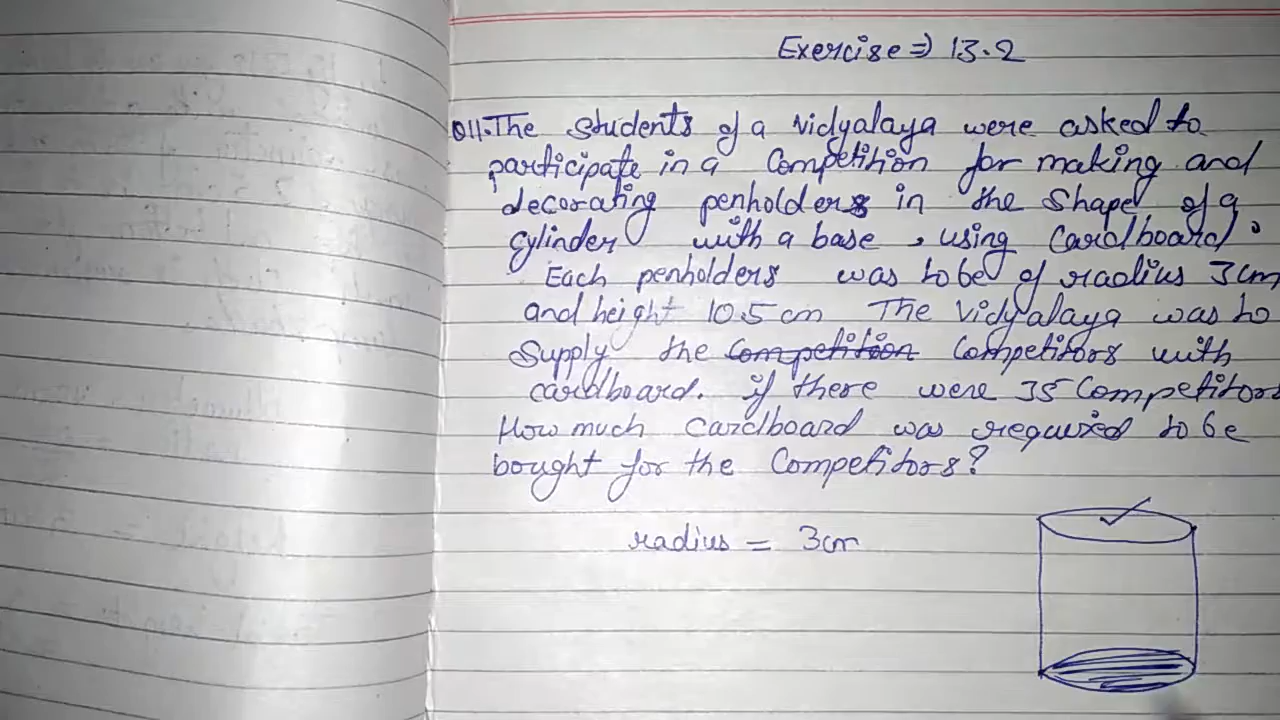 Exercise ⇒ 13.2
Q11. The students of a vidyalaya were asked to
participate in a Competition for making and
decorating penholders in the shape of a
Cylinder with a base, using Cardboard.
Each penholders was to be of radius 3cm
and height 10.5 cm The Vidyalaya was to
Supply the Competition Competitors with
cardboard. if there were 35 Competitors
How much cardboard was required to be
bought for the Competitors?
radius = 3cm